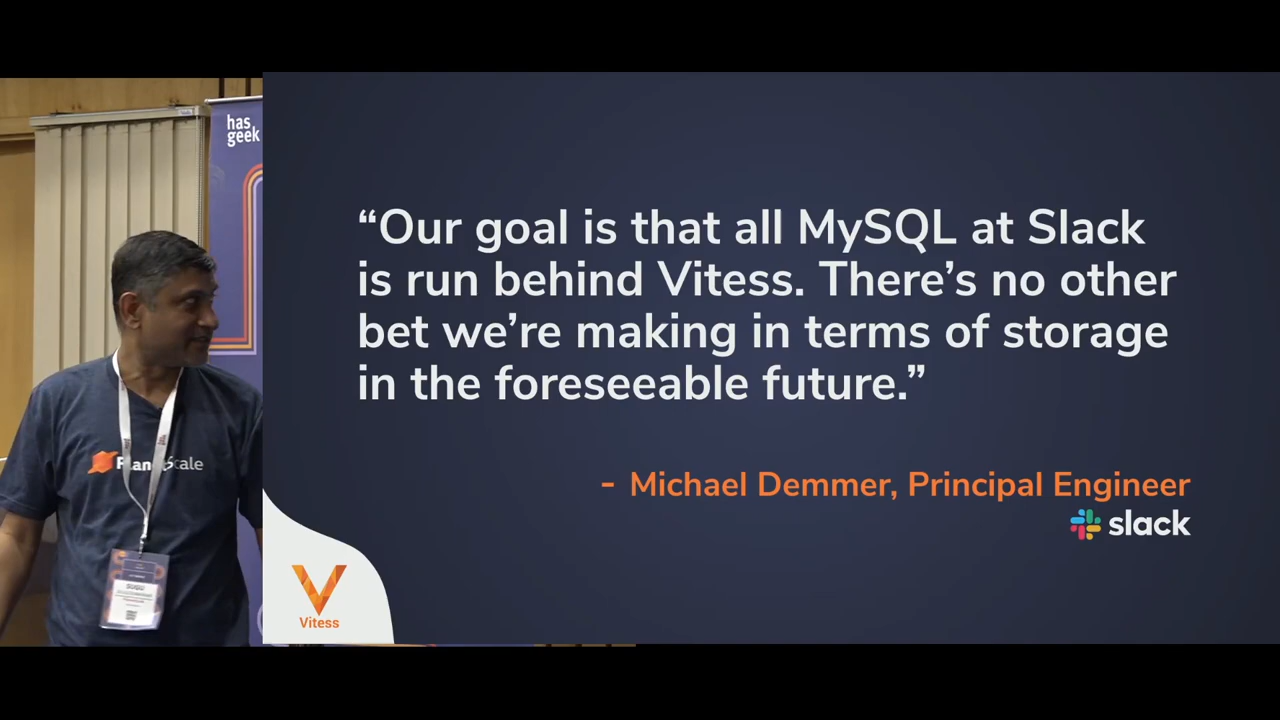 has
geek
“Our goal is that all MySQL at Slack
is run behind Vitess. There’s no other
bet we’re making in terms of storage
in the foreseeable future.”
- Michael Demmer, Principal Engineer
slack
Vitess
SUGU